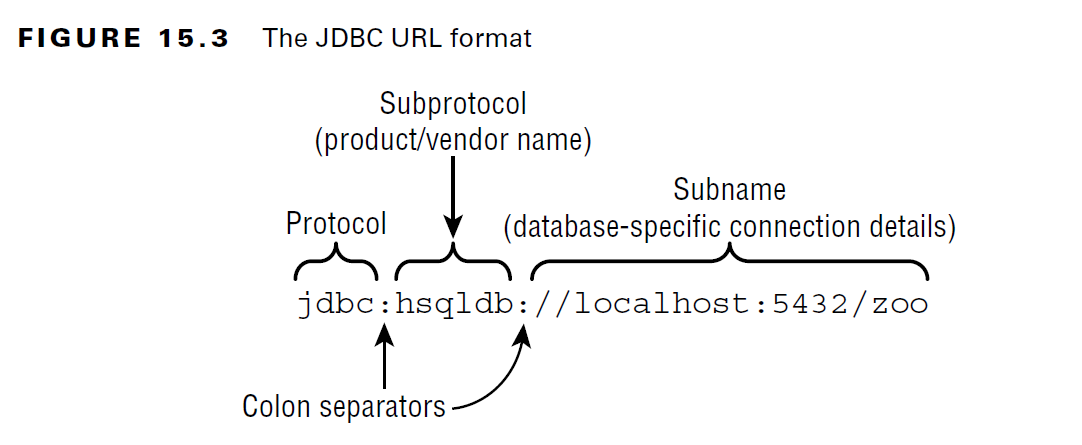 FIGURE 15.3 The JDBC URL format
Subprotocol
(product/vendor name)
Subname
(database-specific connection details)
Protocol
jdbc:hsqldb://localhost:5432/zoo
Colon separators